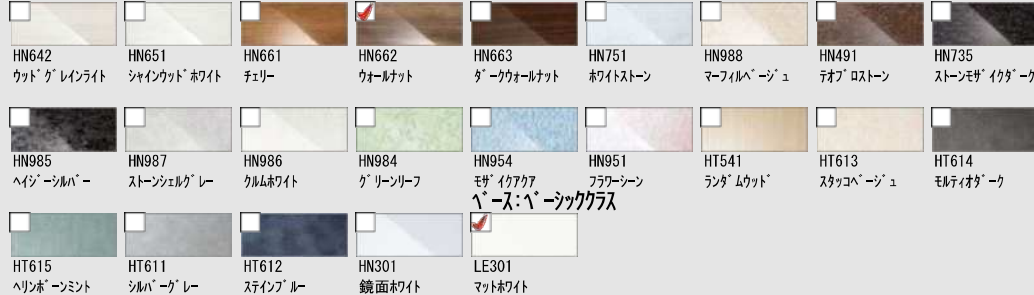 HN642 HN651 HN661 HN662 HN663 HN751 HN988 HN491 HN735
ｳｯﾄﾞｸﾞﾚｲﾝﾗｲﾄ ｼｬｲﾝｳｯﾄﾞﾎﾜｲﾄ ﾁｪﾘｰ ｳｫｰﾙﾅｯﾄ ﾀﾞｰｸｳｫｰﾙﾅｯﾄ ﾎﾜｲﾄｽﾄｰﾝ ﾏｰﾌｨﾙﾍﾞｰｼﾞｭ ﾃｵﾌﾞﾛｽﾄｰﾝ ｽﾄｰﾝﾓｻﾞｲｸﾀﾞｰｸ
HN985 HN987 HN986 HN984 HN954 HN951 HT541 HT613 HT614
ﾍｲｼﾞｰｼﾙﾊﾞｰ ｽﾄｰﾝｼｪﾙｸﾞﾚｰ ｸﾙﾑﾎﾜｲﾄ ｸﾞﾘｰﾝﾘｰﾌ ﾓｻﾞｲｸｱｸｱ ﾌﾗﾜｰｼｰﾝ ﾗﾝﾀﾞﾑｳｯﾄﾞ ｽﾀｯｺﾍﾞｰｼﾞｭ ﾓﾙﾃｨｵﾀﾞｰｸ
ﾍﾞｰｽ:ﾍﾞｰｼｯｸｸﾗｽ
HT615 HT611 HT612 HN301 LE301
ﾍﾘﾝﾎﾞｰﾝﾐﾝﾄ ｼﾙﾊﾞｰｸﾞﾚｰ ｽﾃｲﾝﾌﾞﾙｰ 鏡面ﾎﾜｲﾄ ﾏｯﾄﾎﾜｲﾄ